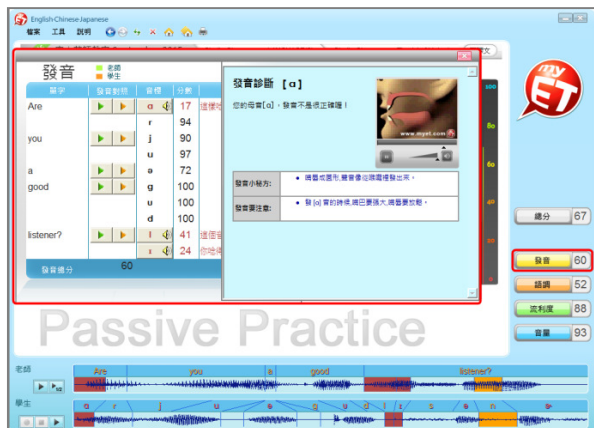 English-Chinese-Japanese
檔案 工具 說明
發音
老師
學生
單字 發音對照 音標 分數
Are ɑ 17
r 94
you j 90
u 97
a ə 72
good g 100
ʊ 100
d 100
listener? l 41
ɪ 24
發音總分 60
發音診斷 【ɑ】
您的母音[ɑ]，發音不是很正確喔！
www.myet.com
發音小秘方:
嘴唇成圓形,聲音像從喉嚨裡發出來。
發音要注意:
發 [ɑ] 音的時候,嘴巴要張大,嘴唇要放鬆。
100
80
60
40
20
0
my
ET
總分 67
發音 60
語調 52
流利度 88
音量 93
Passive Practice
老師
Are you a good listener?
學生
ɑ r j u ə g ʊ d l ɪ s ə n ɚ